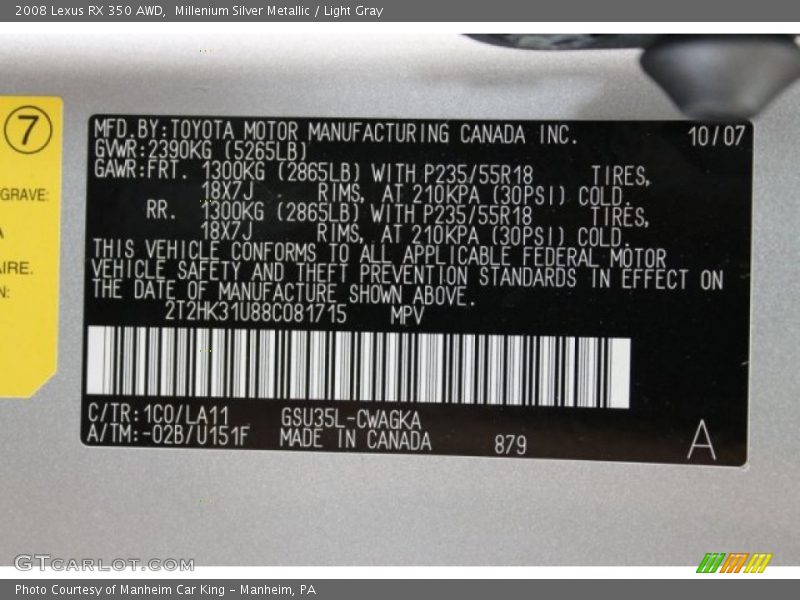 2008 Lexus RX 350 AWD, Millenium Silver Metallic / Light Gray
7
GRAVE:
AIRE.
N:
MFD.BY:TOYOTA MOTOR MANUFACTURING CANADA INC. 10/07
GVWR:2390KG (5265LB)
GAWR:FRT. 1300KG (2865LB) WITH P235/55R18 TIRES,
18X7J RIMS, AT 210KPA (30PSI) COLD.
RR. 1300KG (2865LB) WITH P235/55R18 TIRES,
18X7J RIMS, AT 210KPA (30PSI) COLD.
THIS VEHICLE CONFORMS TO ALL APPLICABLE FEDERAL MOTOR
VEHICLE SAFETY AND THEFT PREVENTION STANDARDS IN EFFECT ON
THE DATE OF MANUFACTURE SHOWN ABOVE.
2T2HK31U88C081715 MPV
C/TR:1C0/LA11 GSU35L-CWAGKA
A/TM:-02B/U151F MADE IN CANADA 879 A
GTCARLOT.COM
Photo Courtesy of Manheim Car King - Manheim, PA